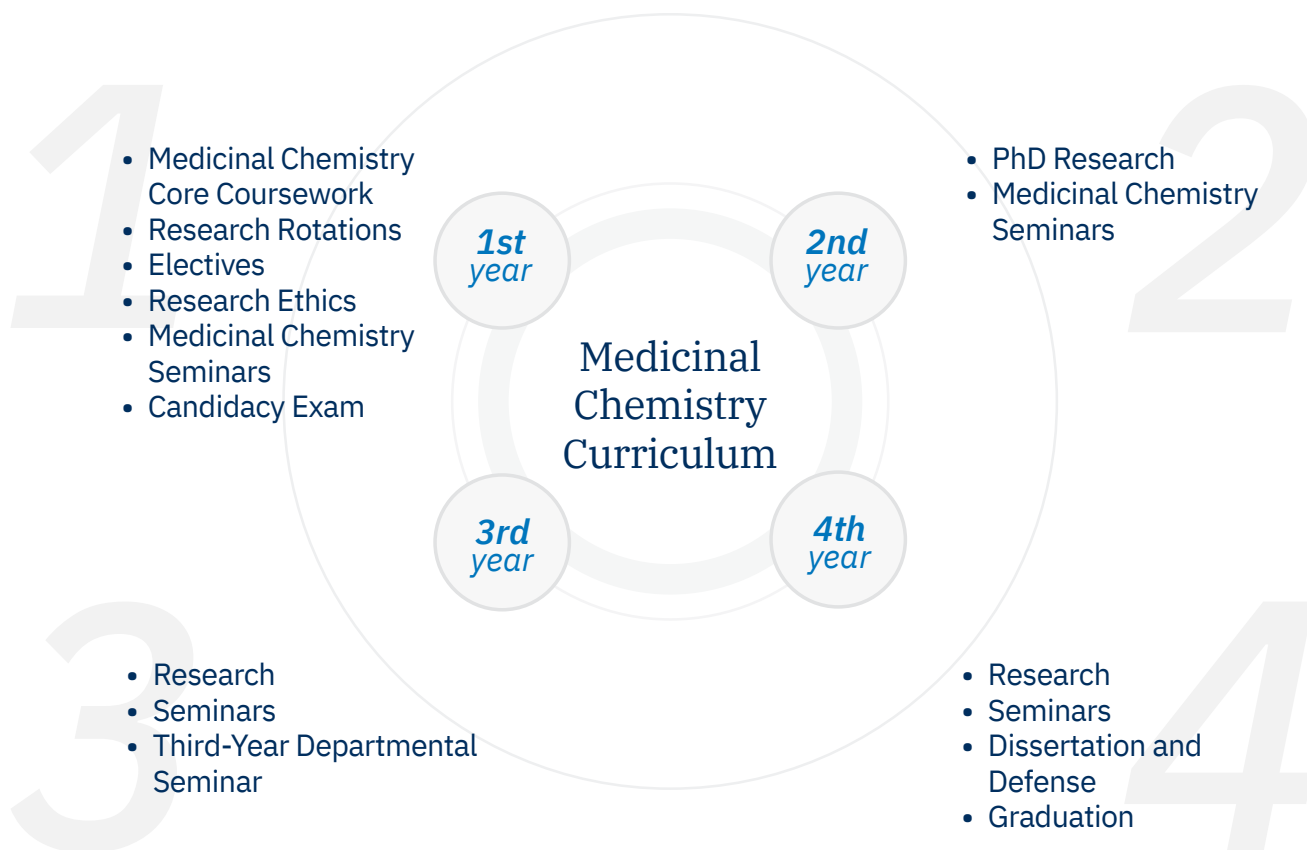 1
• Medicinal Chemistry
Core Coursework
• Research Rotations
• Electives
• Research Ethics
• Medicinal Chemistry
Seminars
• Candidacy Exam
1st
year
2
• PhD Research
• Medicinal Chemistry
Seminars
2nd
year
Medicinal
Chemistry
Curriculum
3rd
year
4th
year
3
• Research
• Seminars
• Third-Year Departmental
Seminar
4
• Research
• Seminars
• Dissertation and
Defense
• Graduation